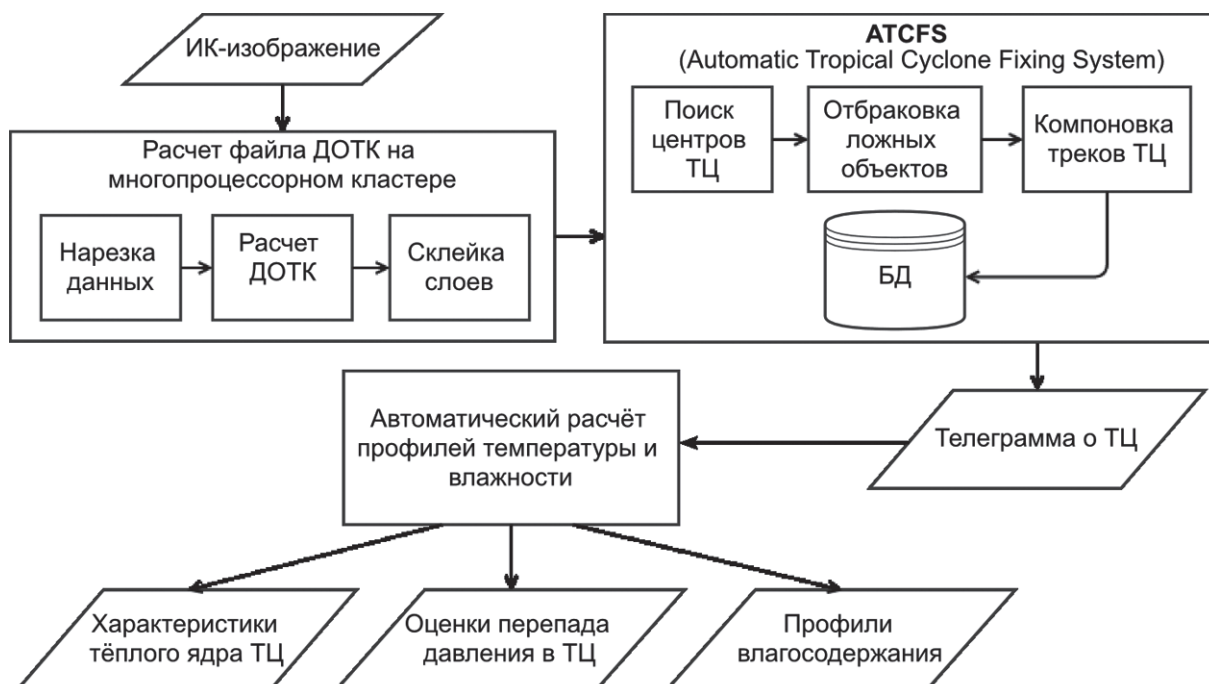 ИК-изображение
Расчет файла ДОТК на
многопроцессорном кластере
Нарезка
данных
Расчет
ДОТК
Склейка
слоев
ATCFS
(Automatic Tropical Cyclone Fixing System)
Поиск
центров
ТЦ
Отбраковка
ложных
объектов
Компоновка
треков ТЦ
БД
Телеграмма о ТЦ
Автоматический расчёт
профилей температуры и
влажности
Характеристики
тёплого ядра ТЦ
Оценки перепада
давления в ТЦ
Профили
влагосодержания